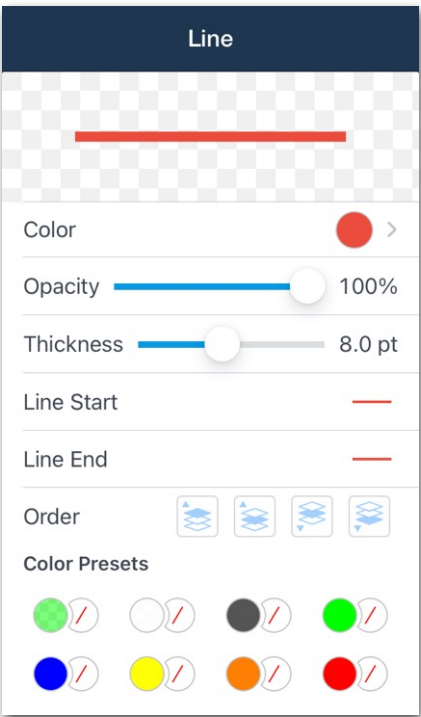 Line
Color
Opacity 100%
Thickness 8.0 pt
Line Start
Line End
Order
Color Presets